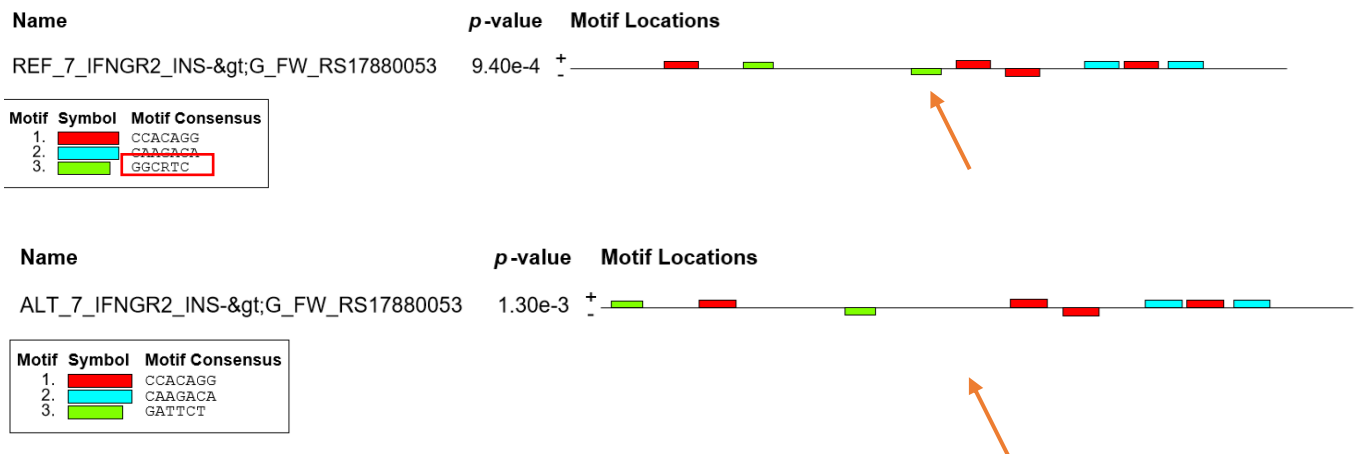 Name p-value Motif Locations
REF_7_IFNGR2_INS-&gt;G_FW_RS17880053 9.40e-4 +
-
Motif Symbol Motif Consensus
1. CCACAGG
2. CAAGACA
3. GGCRTC
Name p-value Motif Locations
ALT_7_IFNGR2_INS-&gt;G_FW_RS17880053 1.30e-3 +
-
Motif Symbol Motif Consensus
1. CCACAGG
2. CAAGACA
3. GATTCT